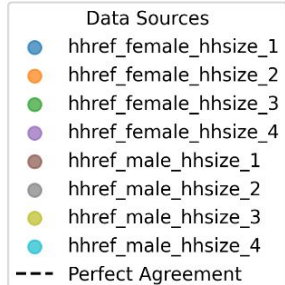 Data Sources
hhref_female_hhsize_1
hhref_female_hhsize_2
hhref_female_hhsize_3
hhref_female_hhsize_4
hhref_male_hhsize_1
hhref_male_hhsize_2
hhref_male_hhsize_3
hhref_male_hhsize_4
Perfect Agreement